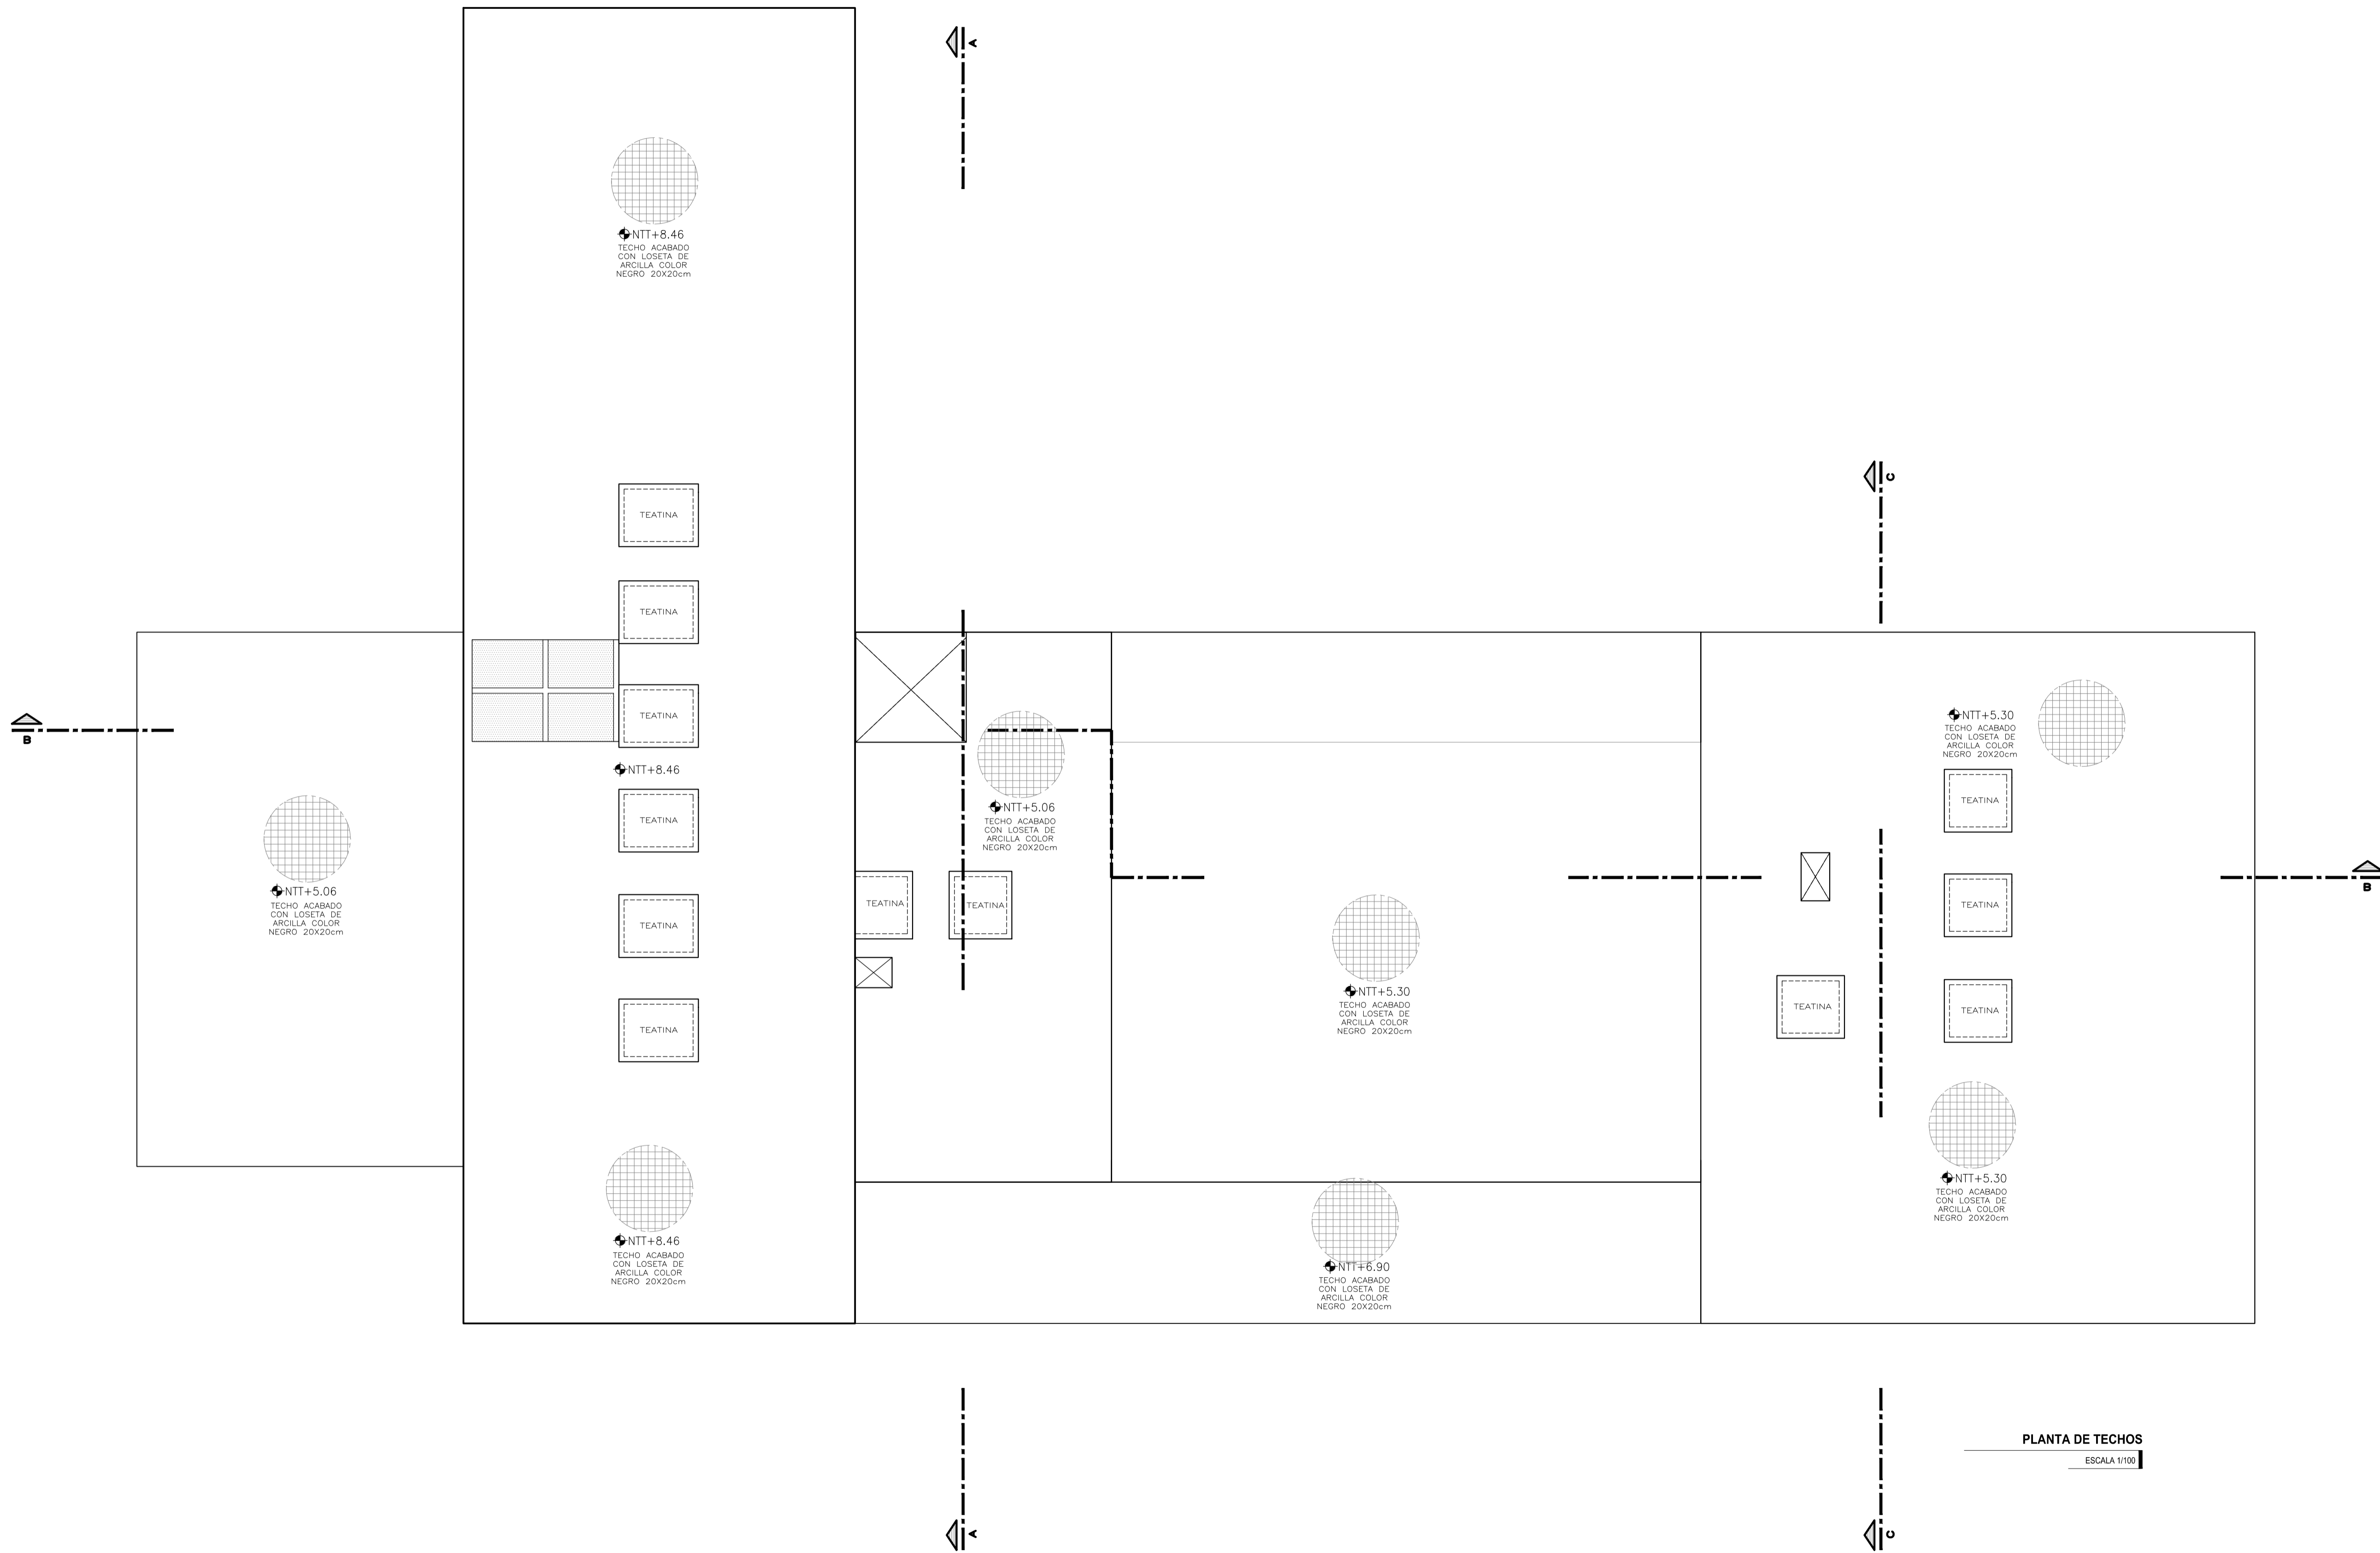 A
NTT+8.46
TECHO ACABADO
CON LOSETA DE
ARCILLA COLOR
NEGRO 20X20cm
C
TEATINA
TEATINA
TEATINA
B
NTT+8.46
TEATINA
TEATINA
TEATINA
NTT+5.06
TECHO ACABADO
CON LOSETA DE
ARCILLA COLOR
NEGRO 20X20cm
NTT+8.46
TECHO ACABADO
CON LOSETA DE
ARCILLA COLOR
NEGRO 20X20cm
NTT+5.06
TECHO ACABADO
CON LOSETA DE
ARCILLA COLOR
NEGRO 20X20cm
TEATINA
TEATINA
NTT+5.30
TECHO ACABADO
CON LOSETA DE
ARCILLA COLOR
NEGRO 20X20cm
NTT+6.90
TECHO ACABADO
CON LOSETA DE
ARCILLA COLOR
NEGRO 20X20cm
NTT+5.30
TECHO ACABADO
CON LOSETA DE
ARCILLA COLOR
NEGRO 20X20cm
TEATINA
TEATINA
TEATINA
TEATINA
B
NTT+5.30
TECHO ACABADO
CON LOSETA DE
ARCILLA COLOR
NEGRO 20X20cm
PLANTA DE TECHOS
ESCALA 1/100
A
C